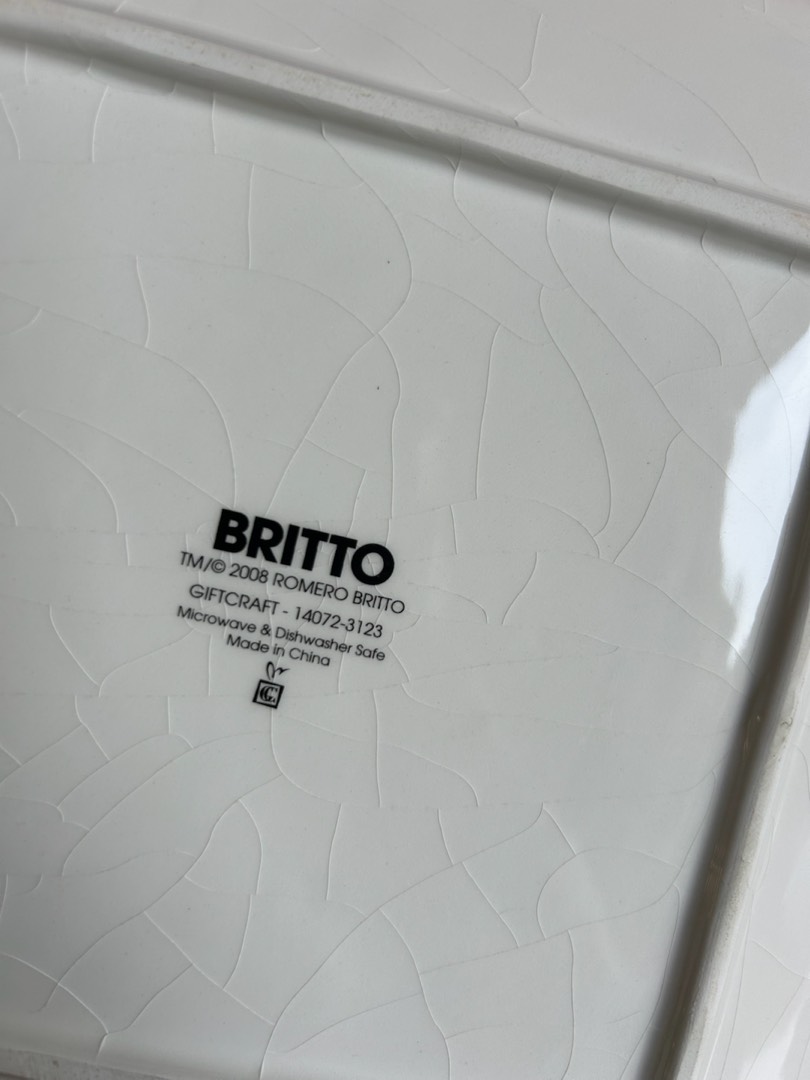 BRITTO
TM/© 2008 ROMERO BRITTO
GIFTCRAFT - 14072-3123
Microwave & Dishwasher Safe
Made in China